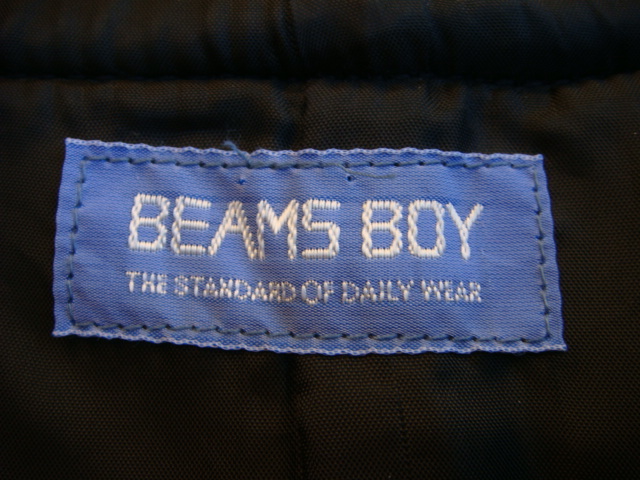 BEAMS BOY
THE STANDARD OF DAILY WEAR